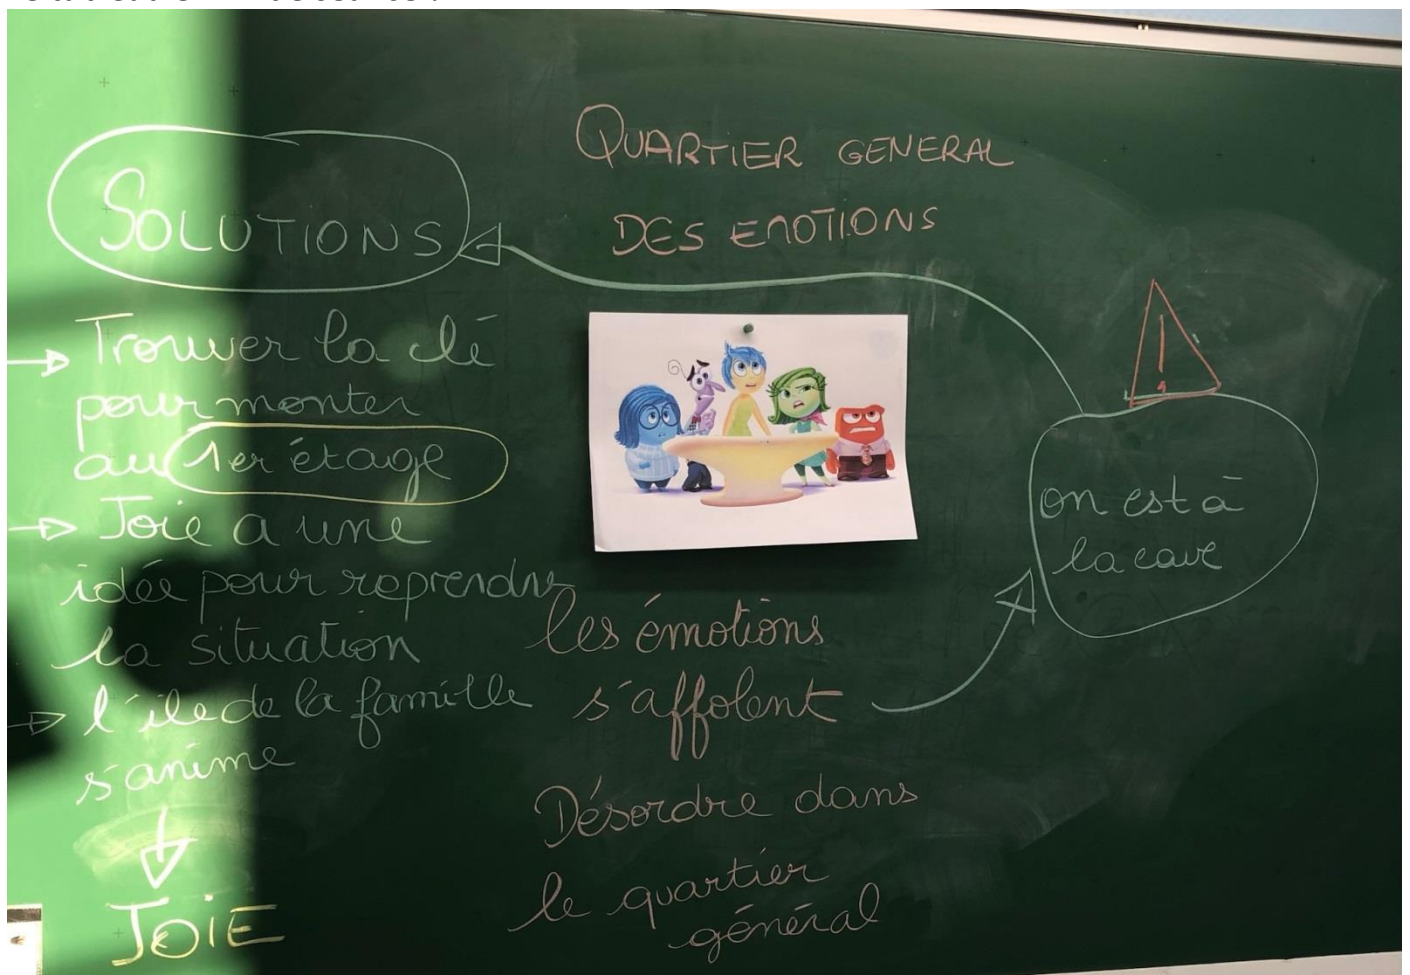 QUARTIER GENERAL
DES EMOTIONS
SOLUTIONS
→ Trouver la clé
pour monter
au 1er étage
→ Joie a une
idée pour reprendre
la situation
→ l'ile de la famille
s'anime
JOIE
les émotions
s'affolent
Désordre dans
le quartier
général
!
on est à
la cave